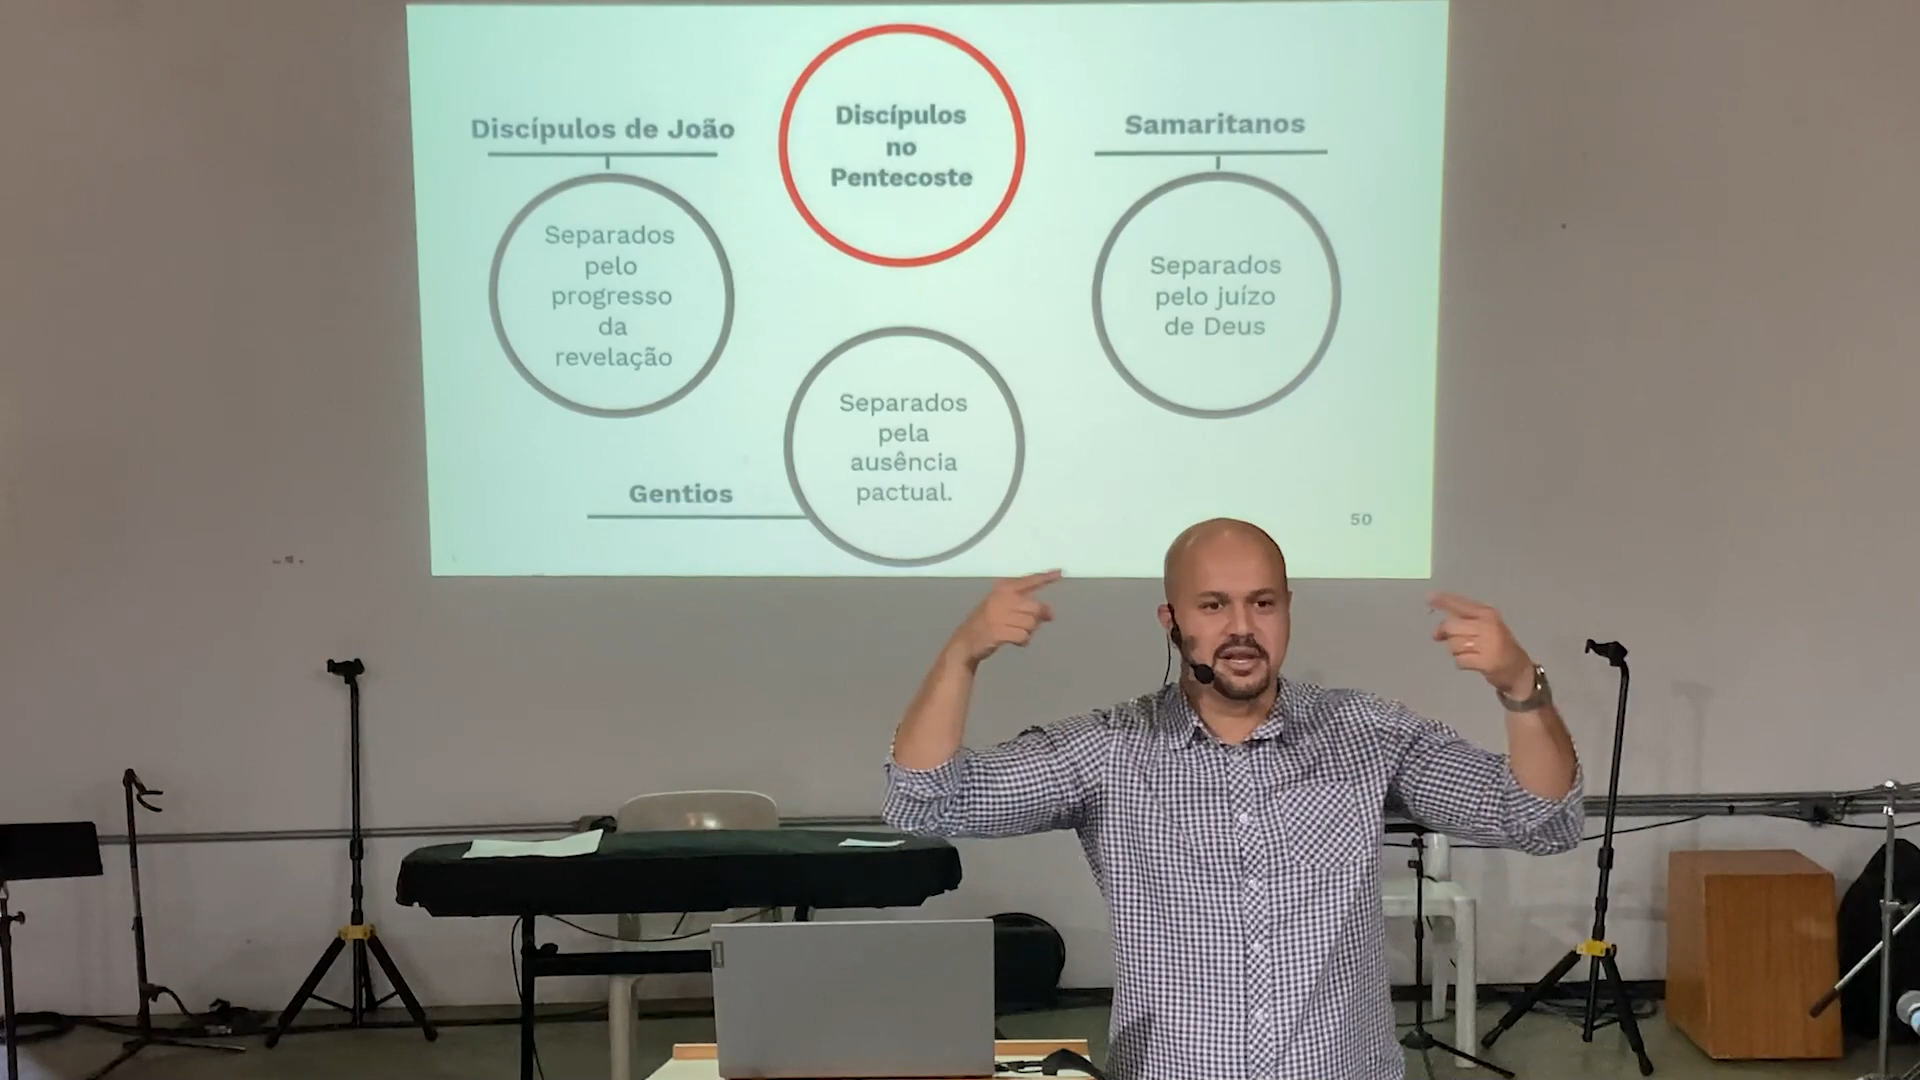 Discípulos de João
Separados
pelo
progresso
da
revelação
Discípulos
no
Pentecoste
Samaritanos
Separados
pelo juízo
de Deus
Gentios
Separados
pela
ausência
pactual.
50